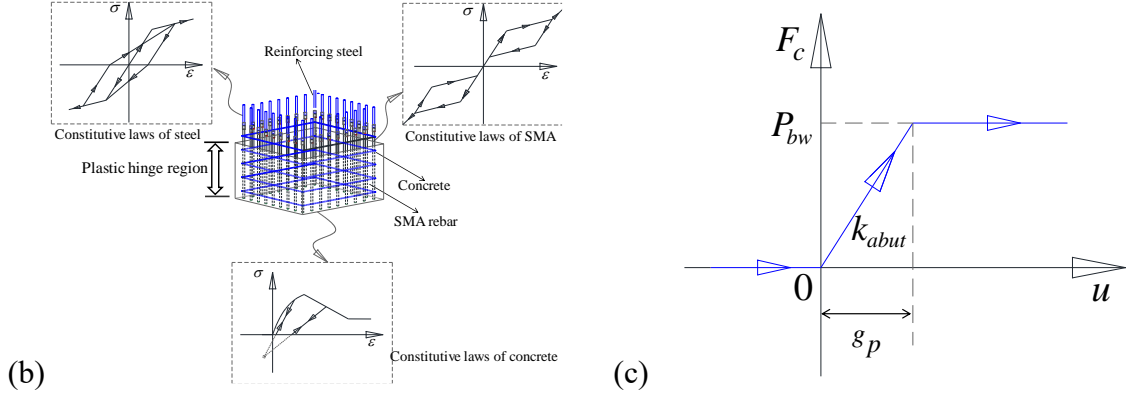 σ
ε
Constitutive laws of steel
Reinforcing steel
σ
ε
Constitutive laws of SMA
Plastic hinge region
Concrete
SMA rebar
σ
ε
Constitutive laws of concrete
(b)
F_c
P_bw
k_abut
0
u
g_p
(c)